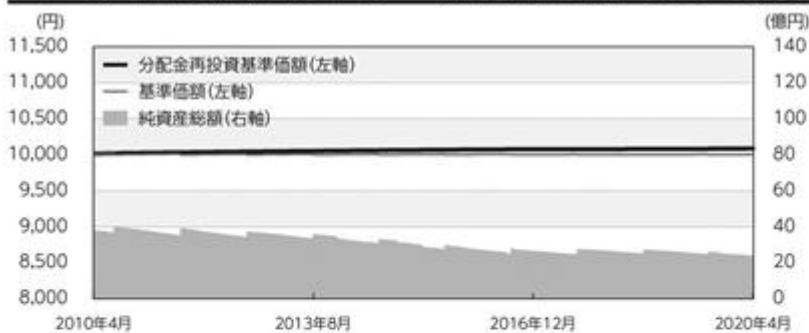 (円)
(億円)
11,500
11,000
10,500
10,000
9,500
9,000
8,500
8,000
分配金再投資基準価額(左軸)
基準価額(左軸)
純資産総額(右軸)
140
120
100
80
60
40
20
0
2010年4月
2013年8月
2016年12月
2020年4月